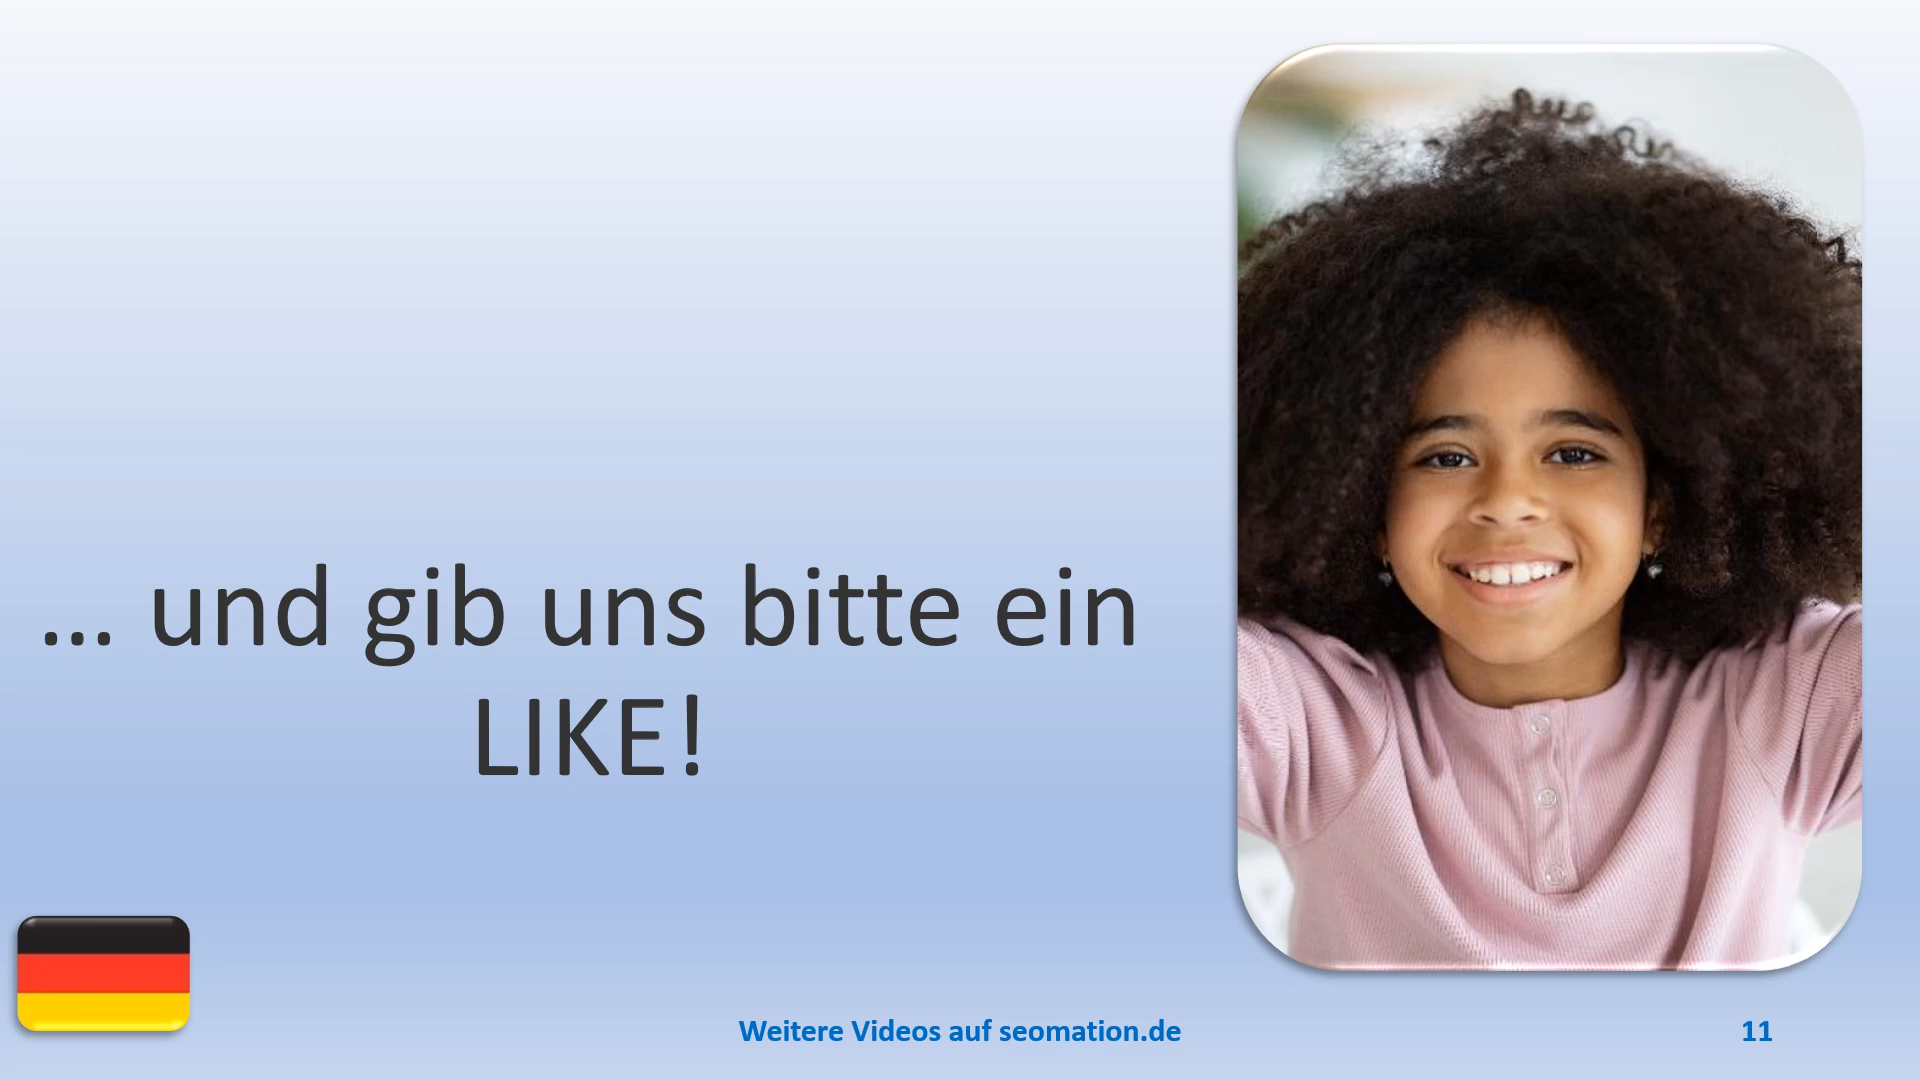 ... und gib uns bitte ein
LIKE!
Weitere Videos auf seomation.de
11